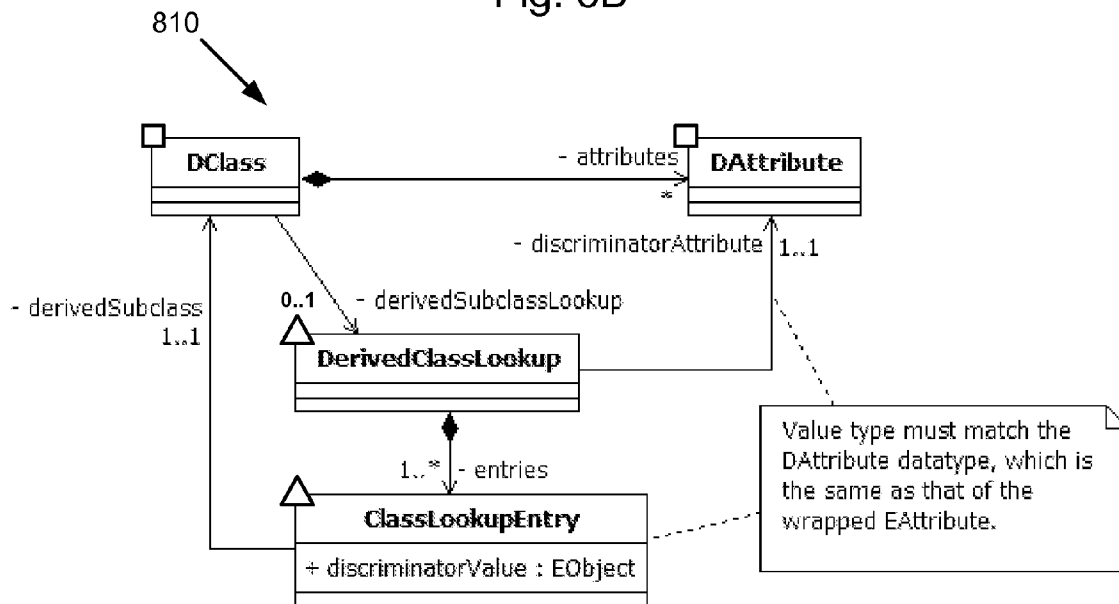 810
DClass
- attributes
*
DAttribute
- discriminatorAttribute
1..1
- derivedSubclass
1..1
0..1
- derivedSubclassLookup
DerivedClassLookup
1..*
- entries
ClassLookupEntry
+ discriminatorValue : EObject
Value type must match the
DAttribute datatype, which is
the same as that of the
wrapped EAttribute.